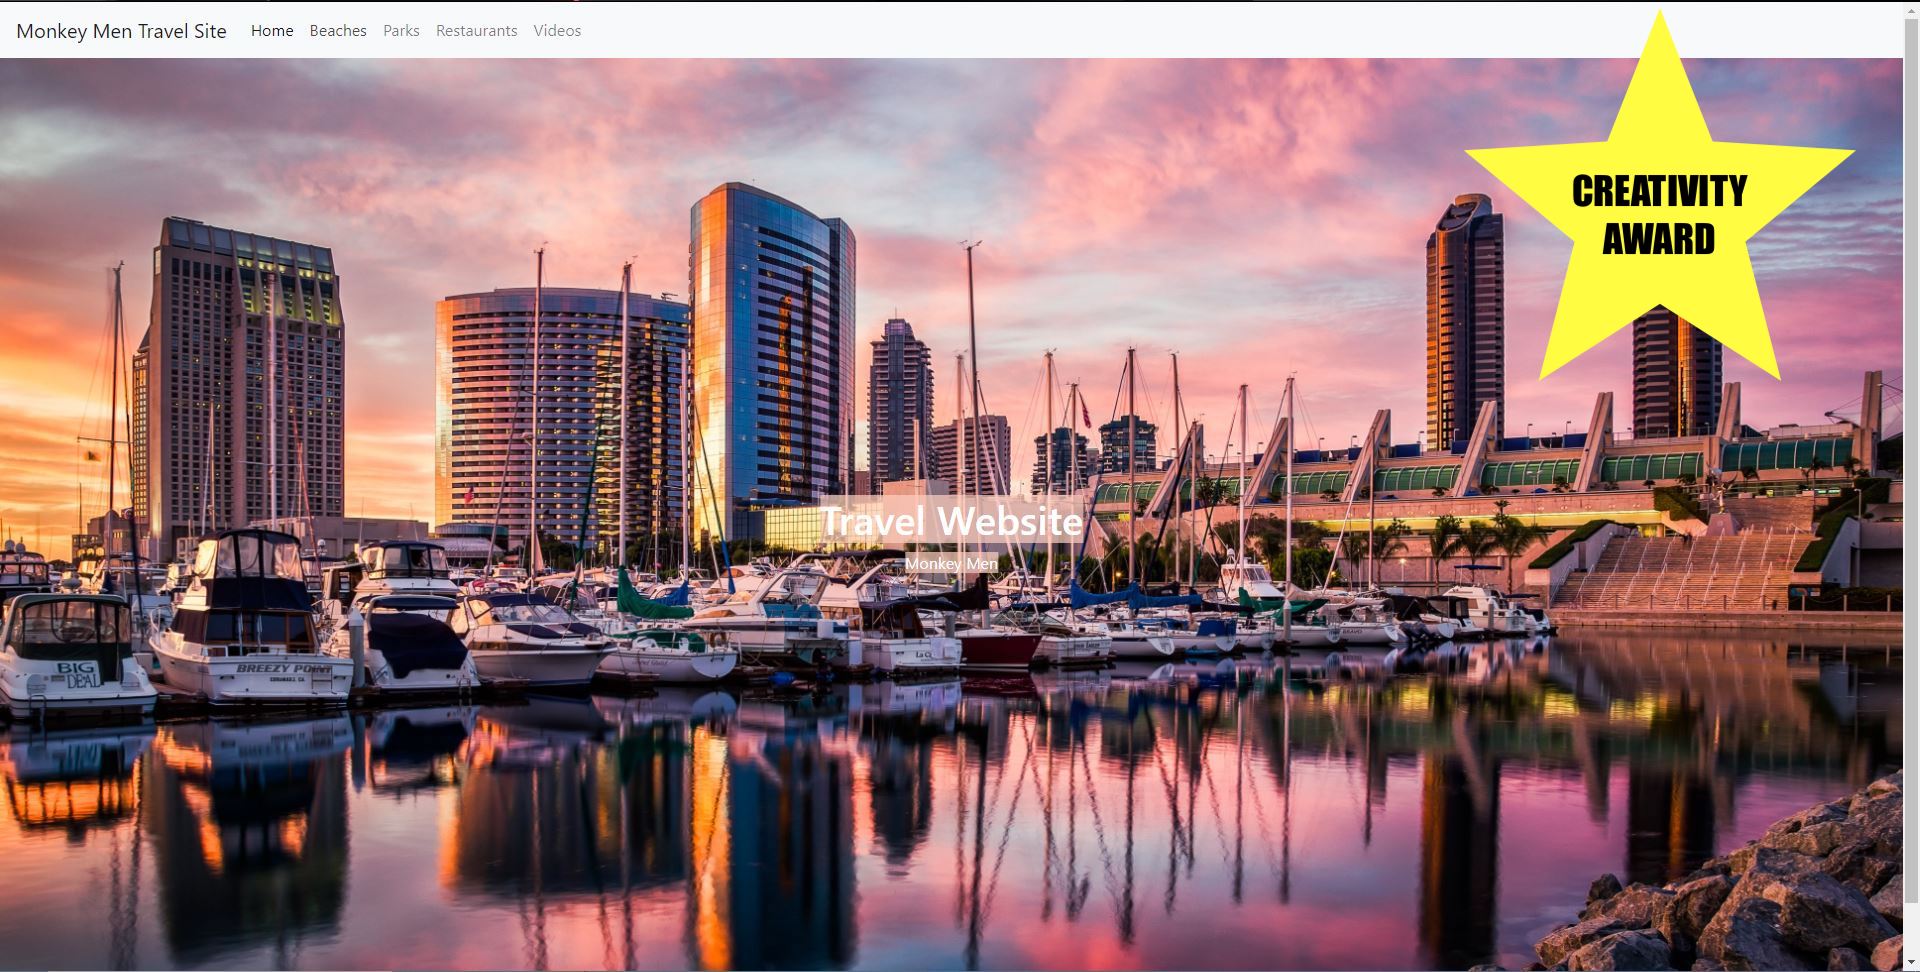 Monkey Men Travel Site Home Beaches Parks Restaurants Videos
CREATIVITY
AWARD
Travel Website
Monkey Men
BIG
DEAL
BREEZY POINT